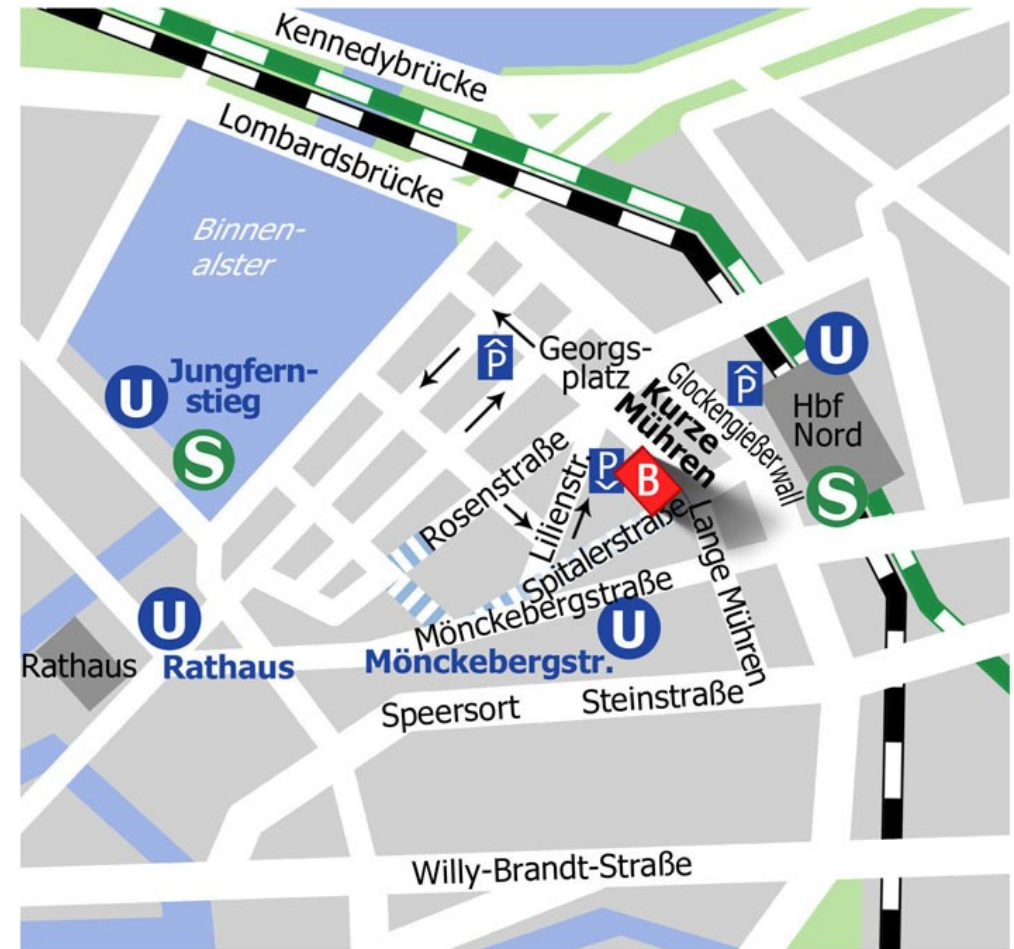 Kennedybrücke
Lombardsbrücke
Binnen-
alster
U
Jungfern-
stieg
S
P
Georgs-
platz
Kurze
Mühren
Glockengießerwall
P
U
Hbf
Nord
S
Rosenstraße
Lilienstr.
P
B
Spitalerstraße
Lange Mühren
Mönckebergstraße
U
Mönckebergstr.
U
Rathaus
Rathaus
Speersort
Steinstraße
Willy-Brandt-Straße